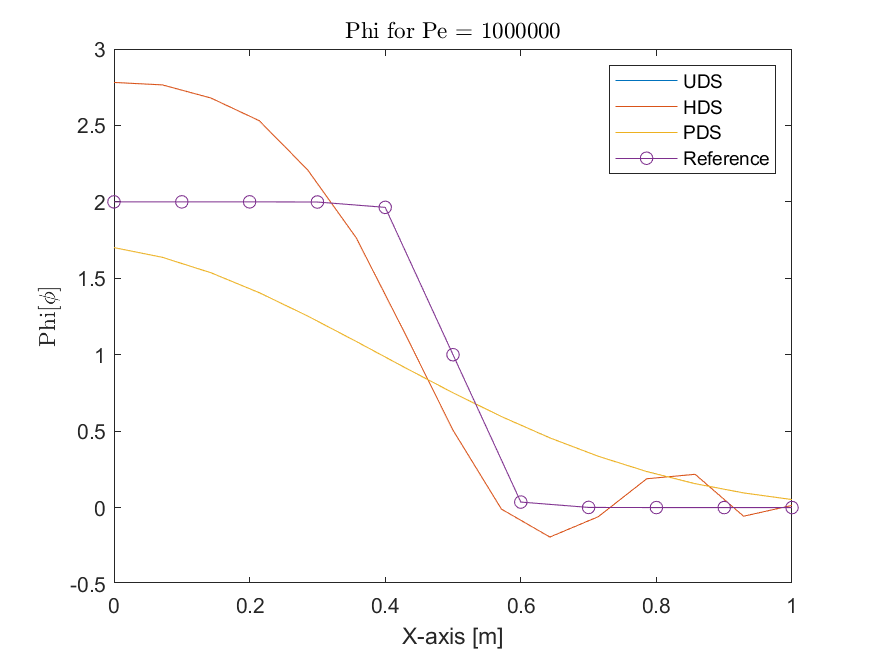 Phi for Pe = 1000000
3
2.5
2
1.5
1
0.5
0
-0.5
Phi[ϕ]
0
0.2
0.4
0.6
0.8
1
X-axis [m]
UDS
HDS
PDS
Reference